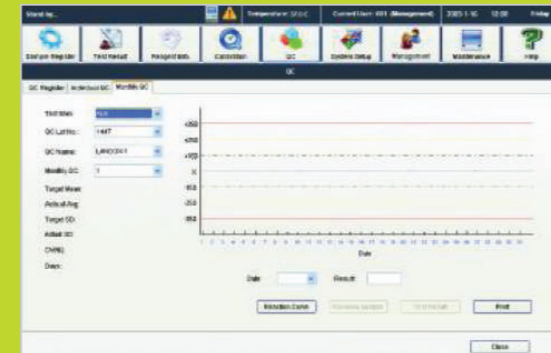 Stand by... Temperature: 37.0 C Current User: 001 (Management) 2005-1-16 Friday
Sample Register Test Result Reagent Info. Calibration QC System Setup Management Maintenance Help
QC
QC Register Individual QC Monthly QC
Test Item:
QC Lot No.:
QC Name:
Monthly QC: 1
Target Mean:
Actual Avg:
Target SD:
Actual SD:
CV(%):
Days:
+3SD
+2SD
+1SD
X
-1SD
-2SD
-3SD
1 2 3 4 5 6 7 8 9 10 11 12 13 14 15 16 17 18 19 20 21 22 23 24 25 26 27 28 29 30 31
Date
Date Result
Reaction Curve Print
Close